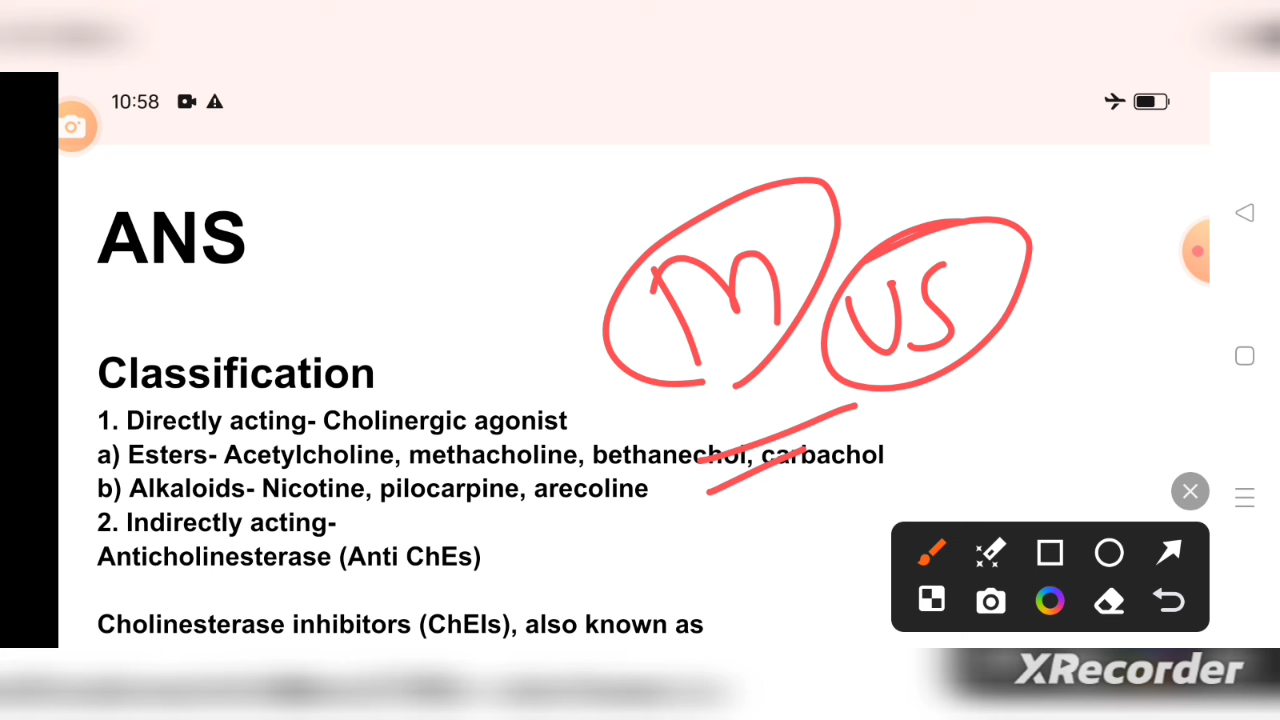 10:58
ANS
M
VS
Classification
1. Directly acting- Cholinergic agonist
a) Esters- Acetylcholine, methacholine, bethanechol, carbachol
b) Alkaloids- Nicotine, pilocarpine, arecoline
2. Indirectly acting-
Anticholinesterase (Anti ChEs)
Cholinesterase inhibitors (ChEIs), also known as
XRecorder